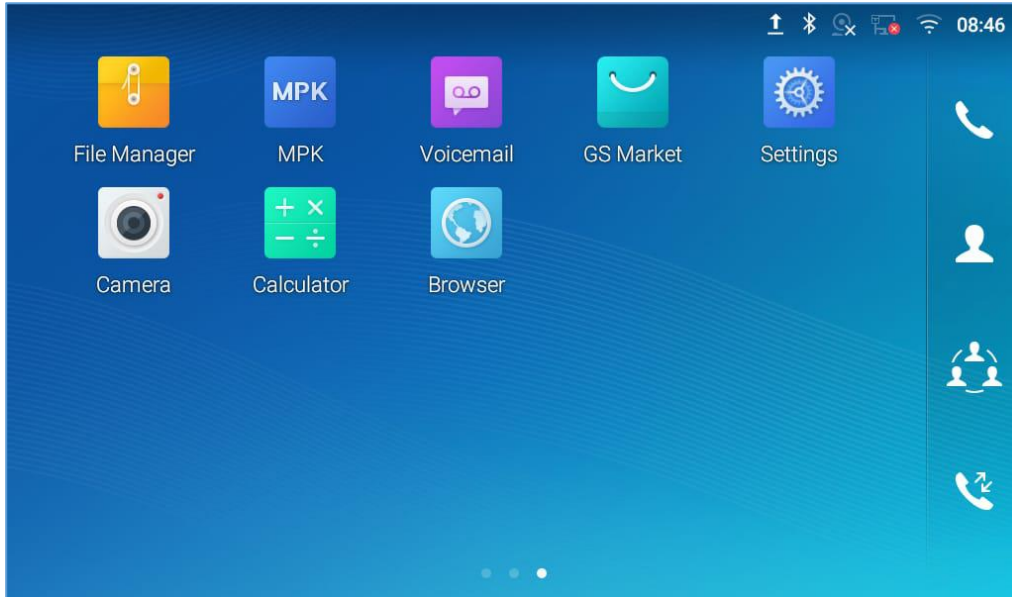 08:46
MPK
File Manager
MPK
Voicemail
GS Market
Settings
Camera
Calculator
Browser